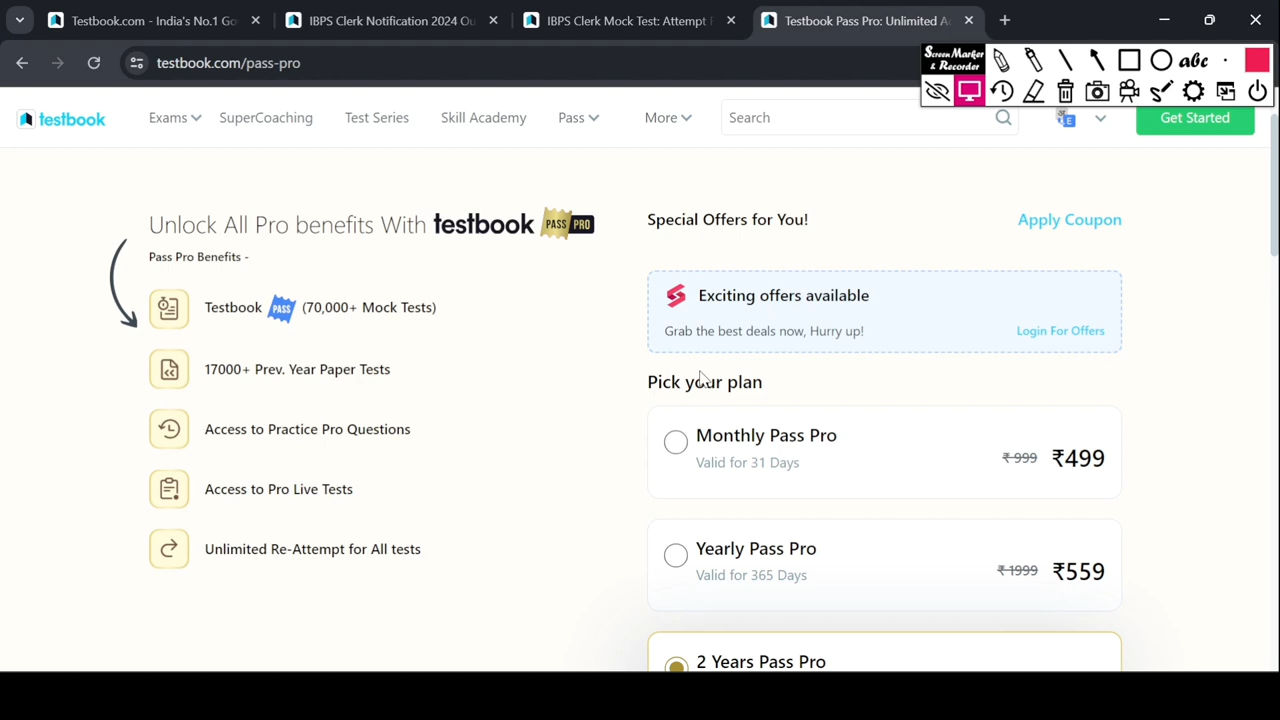 Testbook.com - India's No.1 Go
IBPS Clerk Notification 2024 Ou
IBPS Clerk Mock Test: Attempt F
Testbook Pass Pro: Unlimited Ac
testbook.com/pass-pro
Screen Marker
& Recorder
abc
testbook
Exams
SuperCoaching
Test Series
Skill Academy
Pass
More
Search
E
Get Started
Unlock All Pro benefits With testbook PASS PRO
Pass Pro Benefits -
Testbook PASS (70,000+ Mock Tests)
17000+ Prev. Year Paper Tests
Access to Practice Pro Questions
Access to Pro Live Tests
Unlimited Re-Attempt for All tests
Special Offers for You!
Apply Coupon
Exciting offers available
Grab the best deals now, Hurry up!
Login For Offers
Pick your plan
Monthly Pass Pro
Valid for 31 Days
₹ 999 ₹499
Yearly Pass Pro
Valid for 365 Days
₹ 1999 ₹559
2 Years Pass Pro